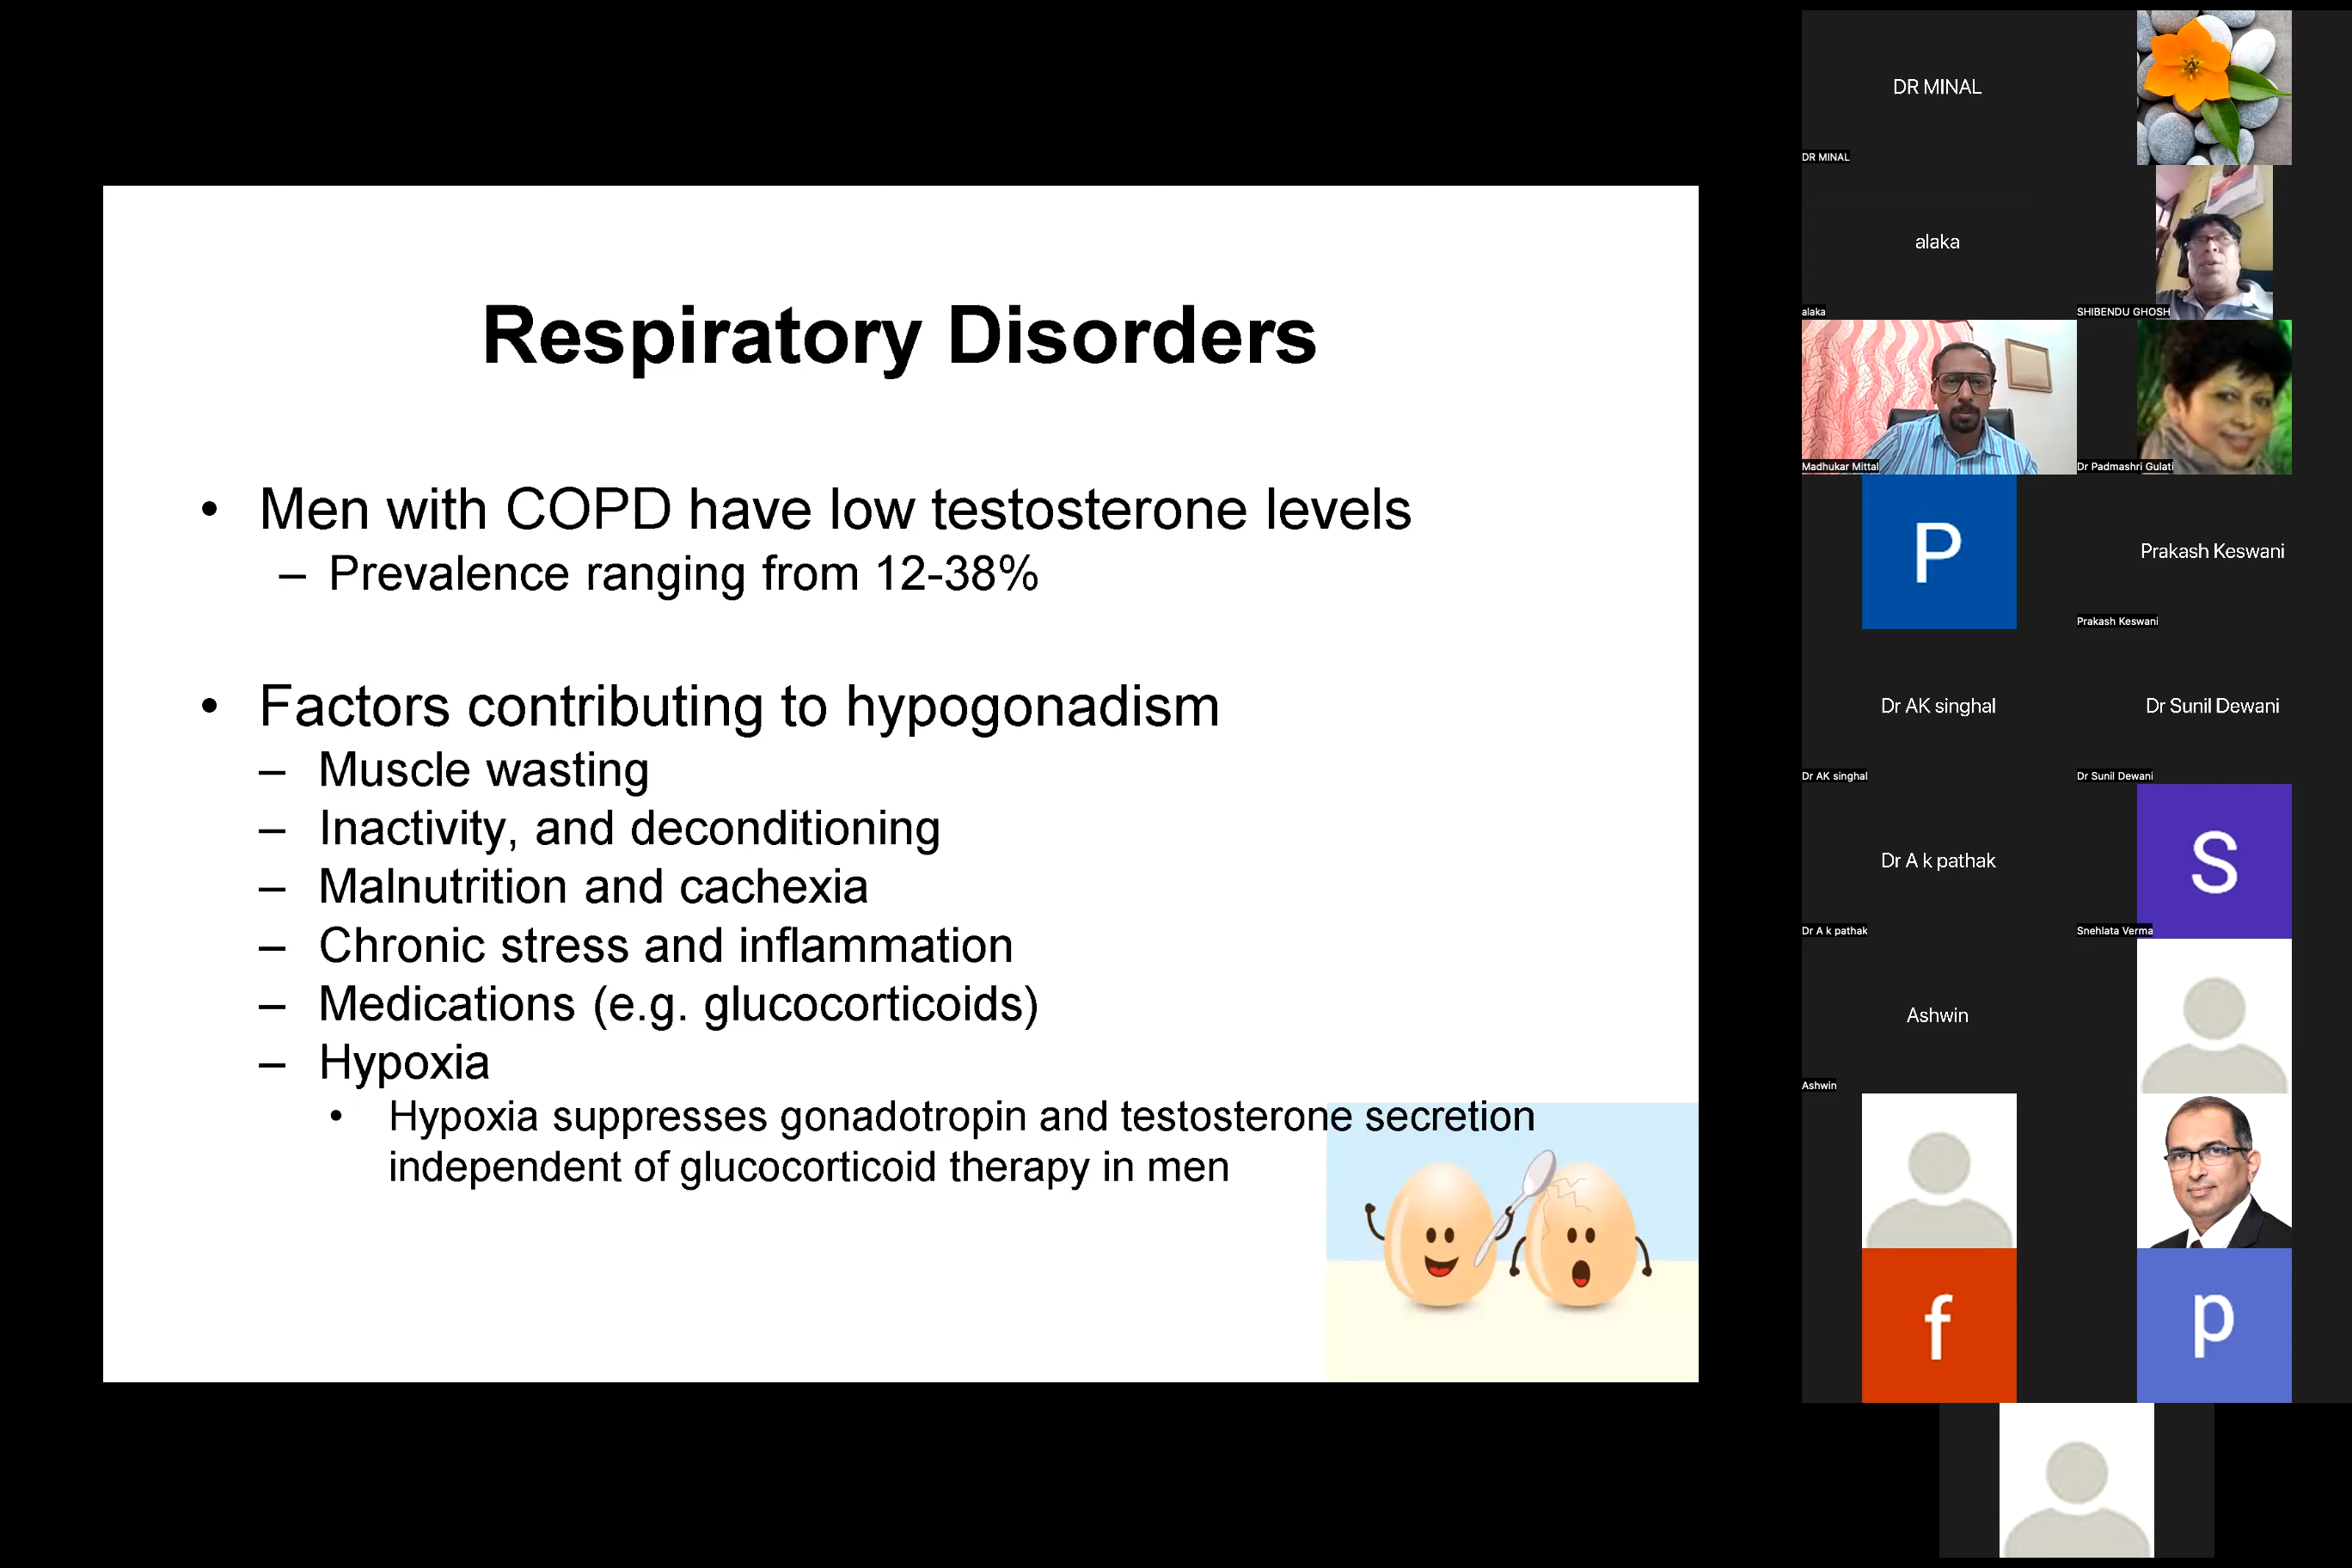 Respiratory Disorders
• Men with COPD have low testosterone levels
– Prevalence ranging from 12-38%
• Factors contributing to hypogonadism
– Muscle wasting
– Inactivity, and deconditioning
– Malnutrition and cachexia
– Chronic stress and inflammation
– Medications (e.g. glucocorticoids)
– Hypoxia
• Hypoxia suppresses gonadotropin and testosterone secretion
independent of glucocorticoid therapy in men
DR MINAL
DR MINAL
alaka
alaka
SHIBENDU GHOSH
Madhukar Mittal
Dr Padmashri Gulati
P
Prakash Keswani
Prakash Keswani
Dr AK singhal
Dr AK singhal
Dr Sunil Dewani
Dr Sunil Dewani
Dr A k pathak
Dr A k pathak
S
Snehlata Verma
Ashwin
Ashwin
f
p